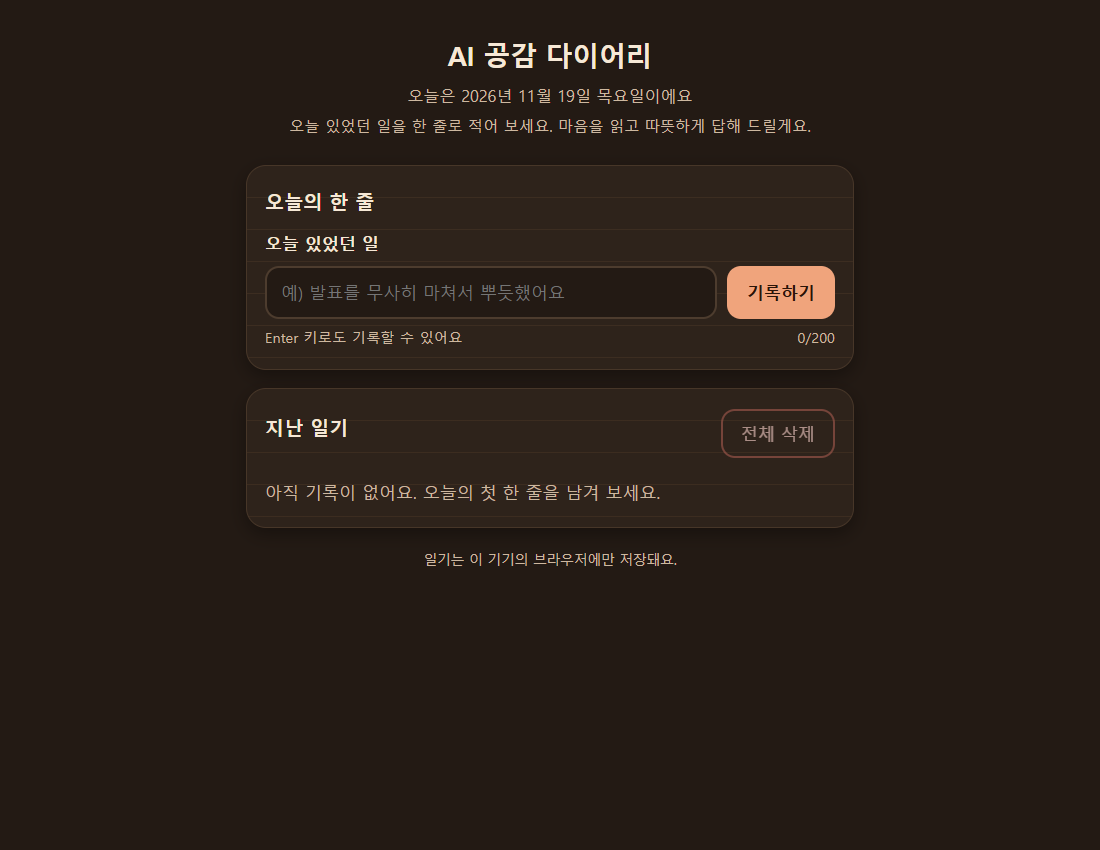 AI 공감 다이어리
오늘은 2026년 11월 19일 목요일이에요
오늘 있었던 일을 한 줄로 적어 보세요. 마음을 읽고 따뜻하게 답해 드릴게요.
오늘의 한 줄
오늘 있었던 일
예) 발표를 무사히 마쳐서 뿌듯했어요
기록하기
Enter 키로도 기록할 수 있어요
0/200
지난 일기
전체 삭제
아직 기록이 없어요. 오늘의 첫 한 줄을 남겨 보세요.
일기는 이 기기의 브라우저에만 저장돼요.